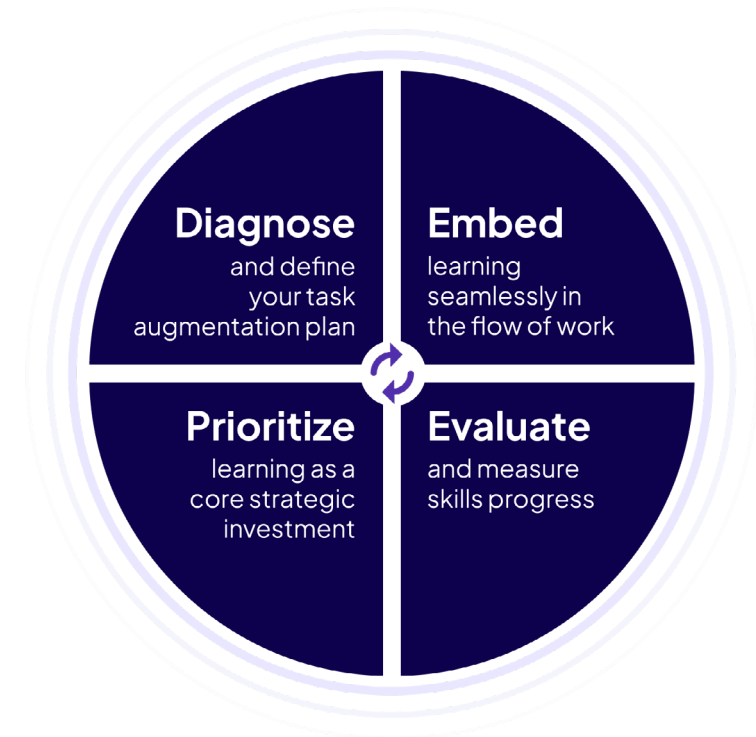 Diagnose
and define
your task
augmentation plan
Embed
learning
seamlessly in
the flow of work
Prioritize
learning as a
core strategic
investment
Evaluate
and measure
skills progress